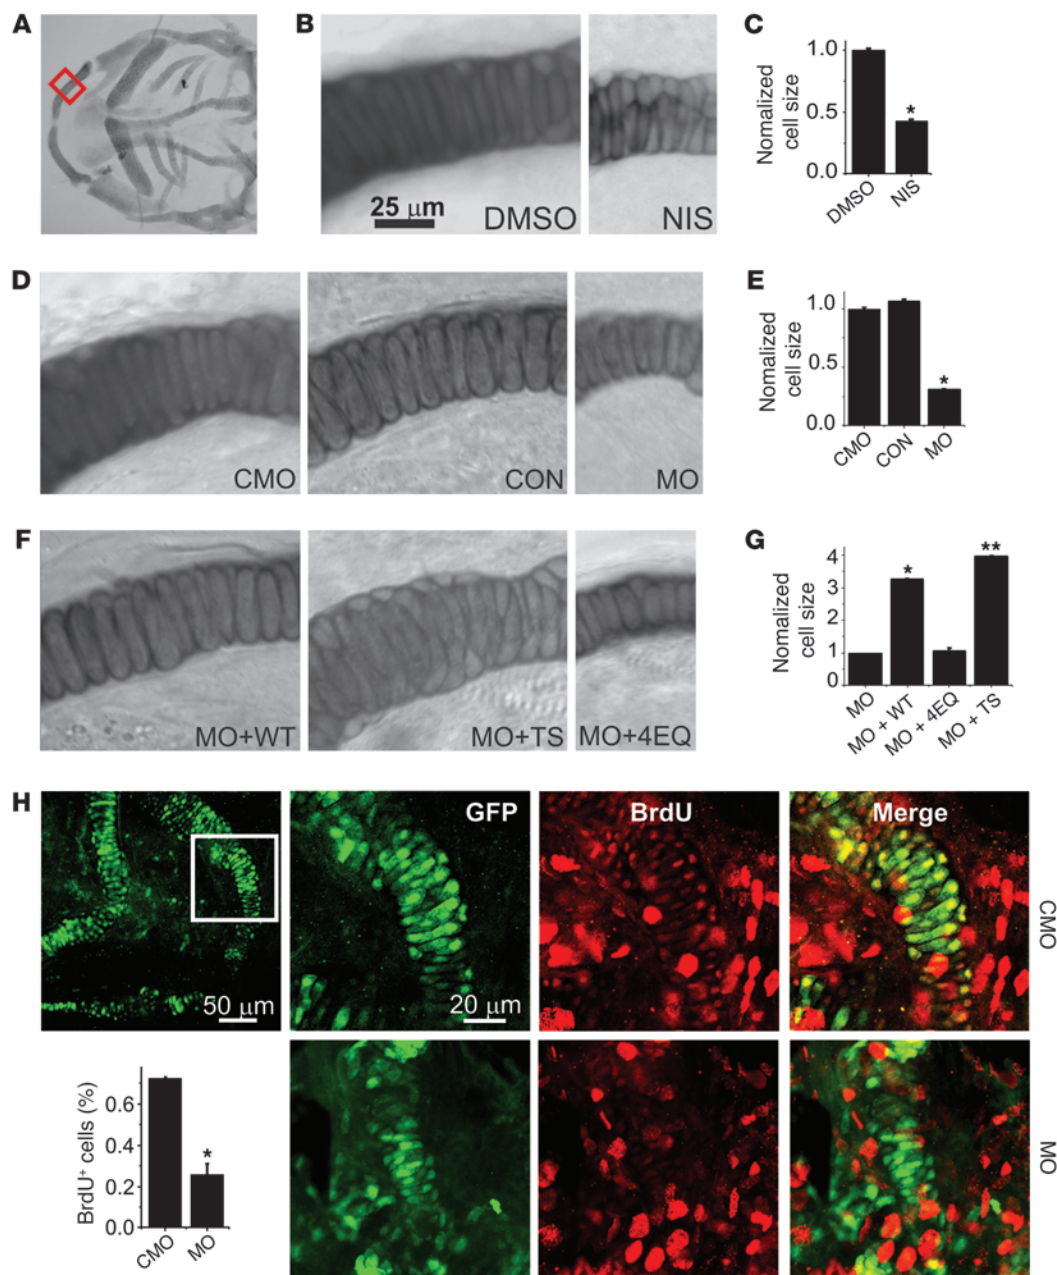 A
B
C
DMSO
NIS
25 μm
Nomalized
cell size
1.0
0.5
0.0
*
DMSO
NIS
D
E
CMO
CON
MO
Nomalized
cell size
1.0
0.5
0.0
*
CMO
CON
MO
F
G
MO+WT
MO+TS
MO+4EQ
Nomalized
cell size
4
3
2
1
0
*
**
MO
MO + WT
MO + 4EQ
MO + TS
H
GFP
BrdU
Merge
50 μm
20 μm
CMO
BrdU⁺ cells (%)
0.6
0.4
0.2
0.0
*
CMO
MO
MO